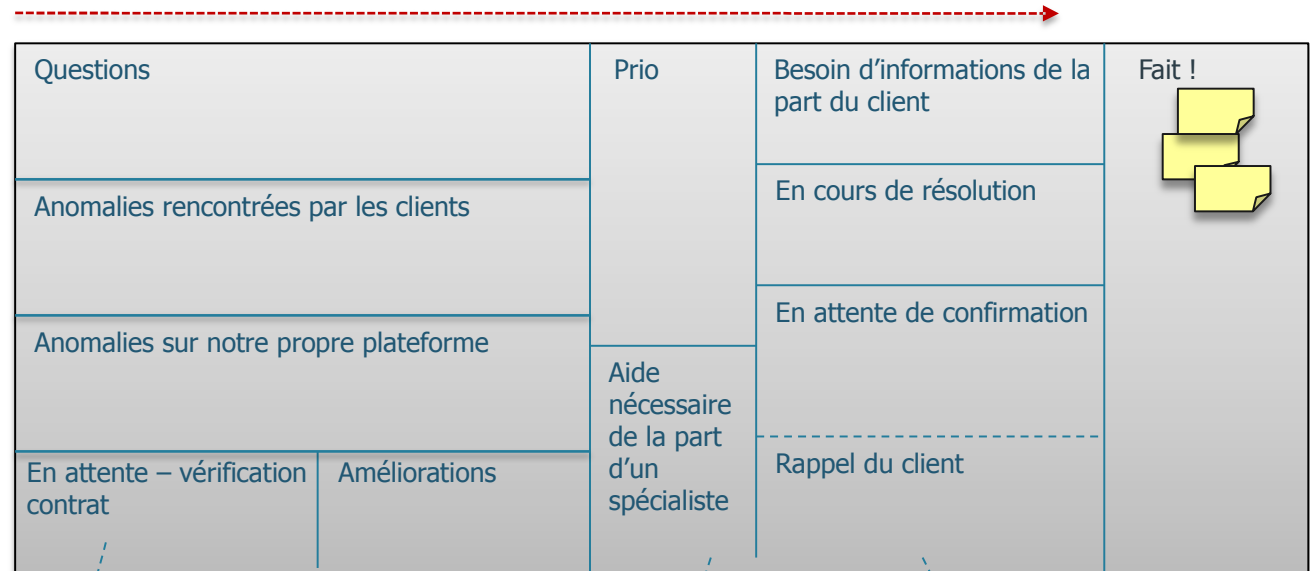 Questions
Anomalies rencontrées par les clients
Anomalies sur notre propre plateforme
En attente – vérification
contrat
Améliorations
Prio
Aide
nécessaire
de la part
d’un
spécialiste
Besoin d’informations de la
part du client
En cours de résolution
En attente de confirmation
Rappel du client
Fait !